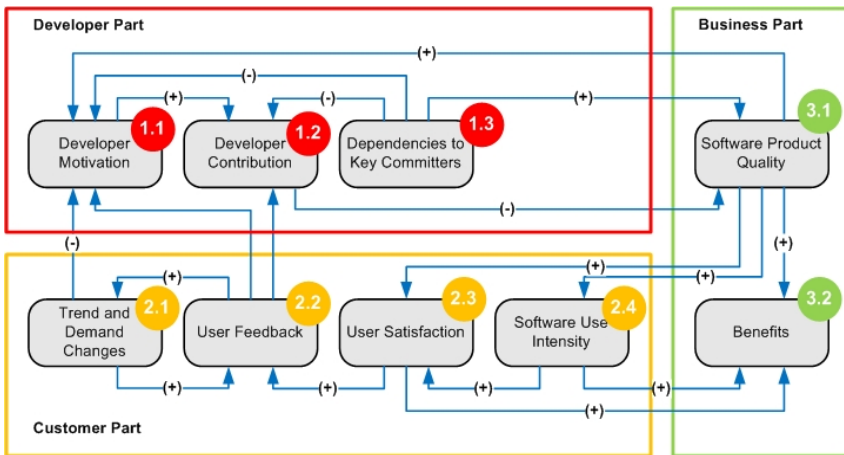 Developer Part
Business Part
(+)
(-)
(+)
(-)
(+)
1.1
1.2
1.3
3.1
Developer
Motivation
Developer
Contribution
Dependencies to
Key Committers
Software Product
Quality
(-)
(-)
(+)
(+)
(+)
(+)
2.1
2.2
2.3
2.4
3.2
Trend and
Demand
Changes
User Feedback
User Satisfaction
Software Use
Intensity
Benefits
(+)
(+)
(+)
(+)
(+)
Customer Part